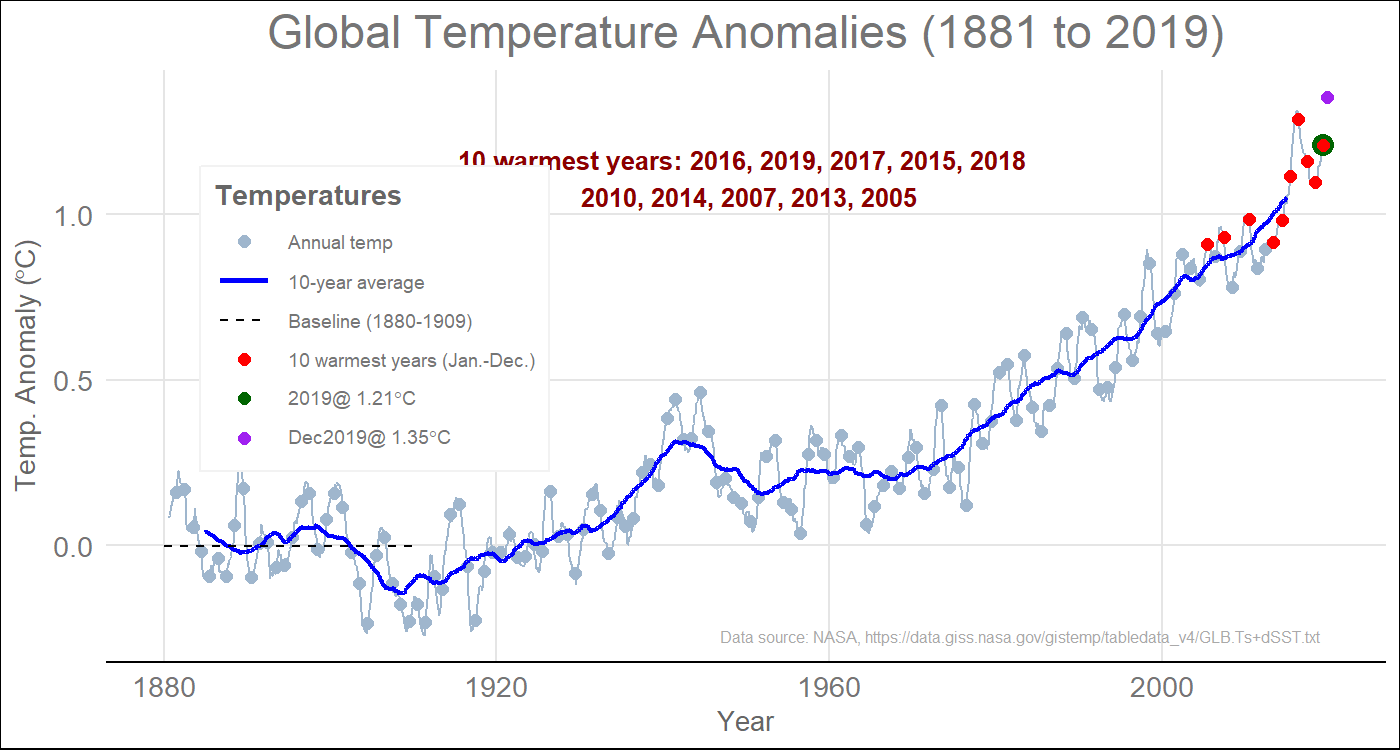 Global Temperature Anomalies (1881 to 2019)
10 warmest years: 2016, 2019, 2017, 2015, 2018
2010, 2014, 2007, 2013, 2005
Temperatures
Annual temp
10-year average
Baseline (1880-1909)
10 warmest years (Jan.-Dec.)
2019@ 1.21°C
Dec2019@ 1.35°C
Temp. Anomaly (°C)
1.0
0.5
0.0
Data source: NASA, https://data.giss.nasa.gov/gistemp/tabledata_v4/GLB.Ts+dSST.txt
1880
1920
1960
2000
Year